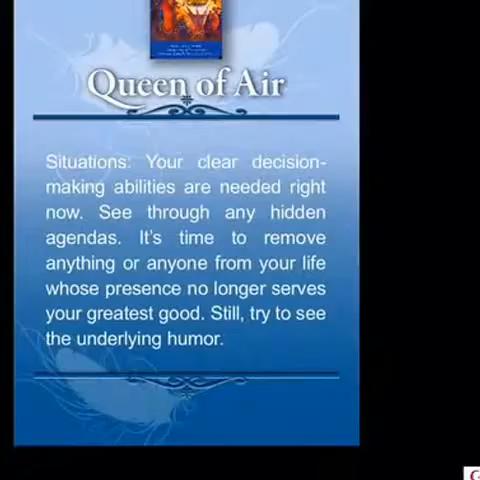 Queen of Air
Situations: Your clear decision-
making abilities are needed right
now. See through any hidden
agendas. It's time to remove
anything or anyone from your life
whose presence no longer serves
your greatest good. Still, try to see
the underlying humor.